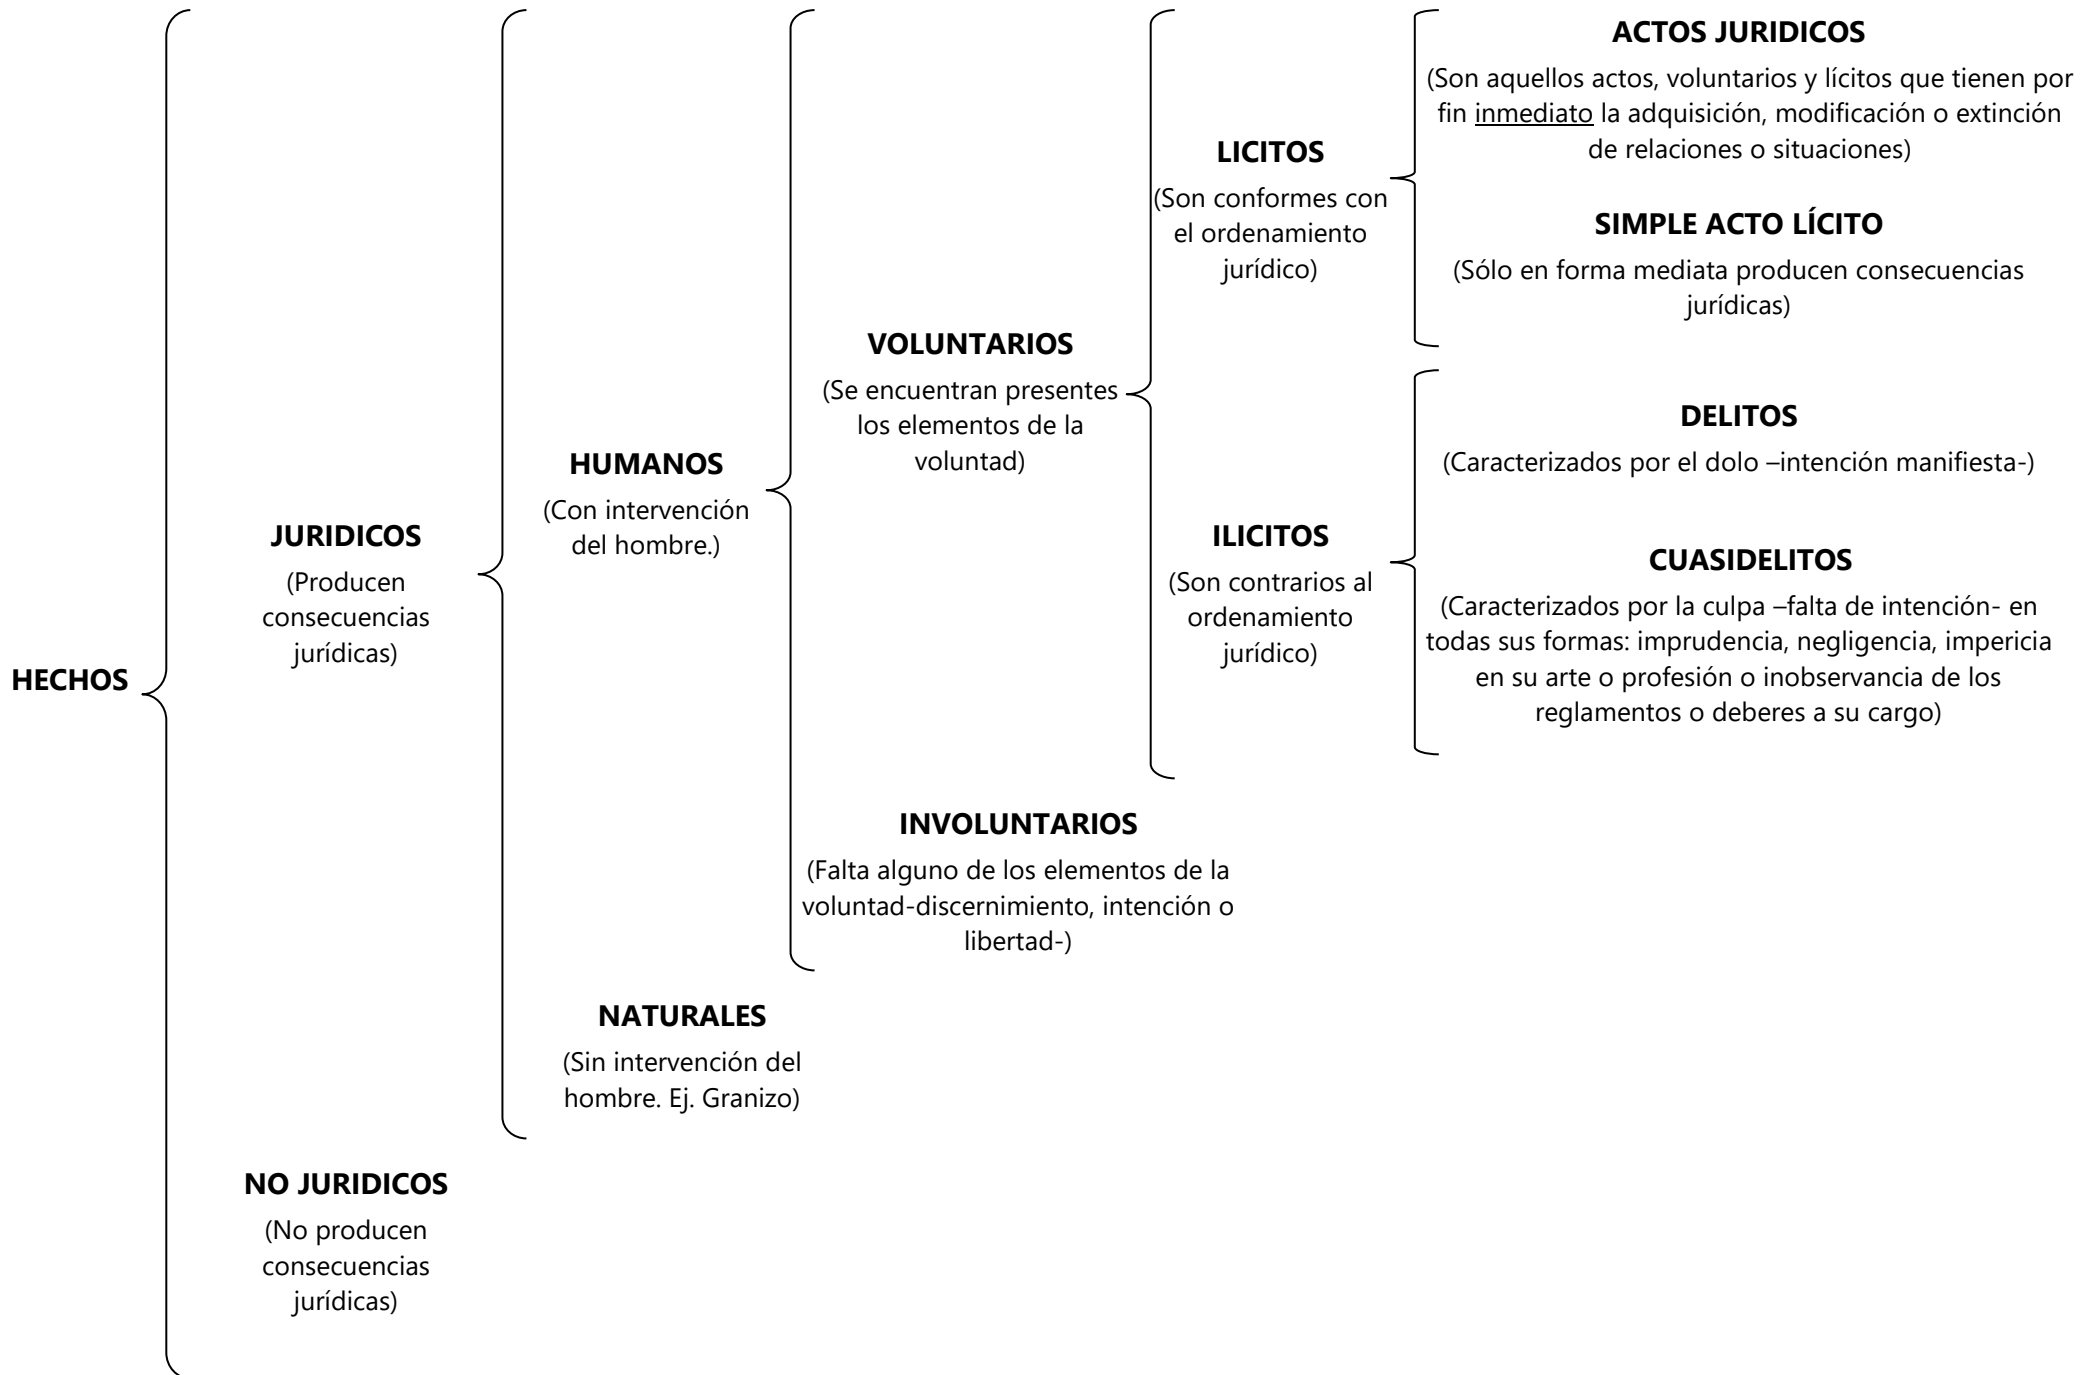 HECHOS
JURIDICOS
(Producen
consecuencias
jurídicas)
NO JURIDICOS
(No producen
consecuencias
jurídicas)
HUMANOS
(Con intervención
del hombre.)
NATURALES
(Sin intervención del
hombre. Ej. Granizo)
VOLUNTARIOS
(Se encuentran presentes
los elementos de la
voluntad)
INVOLUNTARIOS
(Falta alguno de los elementos de la
voluntad-discernimiento, intención o
libertad-)
LICITOS
(Son conformes con
el ordenamiento
jurídico)
ILICITOS
(Son contrarios al
ordenamiento
jurídico)
ACTOS JURIDICOS
(Son aquellos actos, voluntarios y lícitos que tienen por
fin inmediato la adquisición, modificación o extinción
de relaciones o situaciones)
SIMPLE ACTO LÍCITO
(Sólo en forma mediata producen consecuencias
jurídicas)
DELITOS
(Caracterizados por el dolo –intención manifiesta-)
CUASIDELITOS
(Caracterizados por la culpa –falta de intención- en
todas sus formas: imprudencia, negligencia, impericia
en su arte o profesión o inobservancia de los
reglamentos o deberes a su cargo)